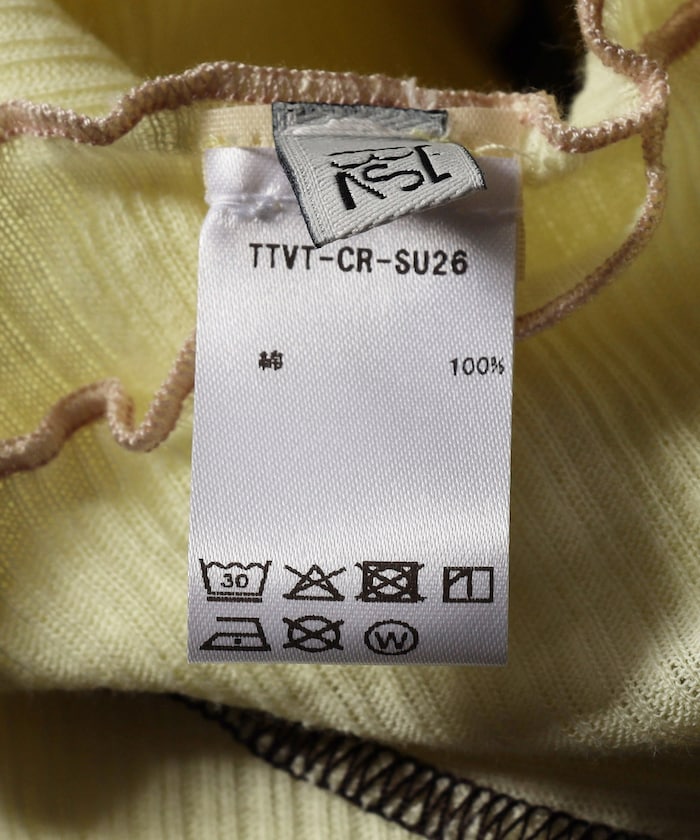 TTVT-CR-SU26
綿 100%
30
W